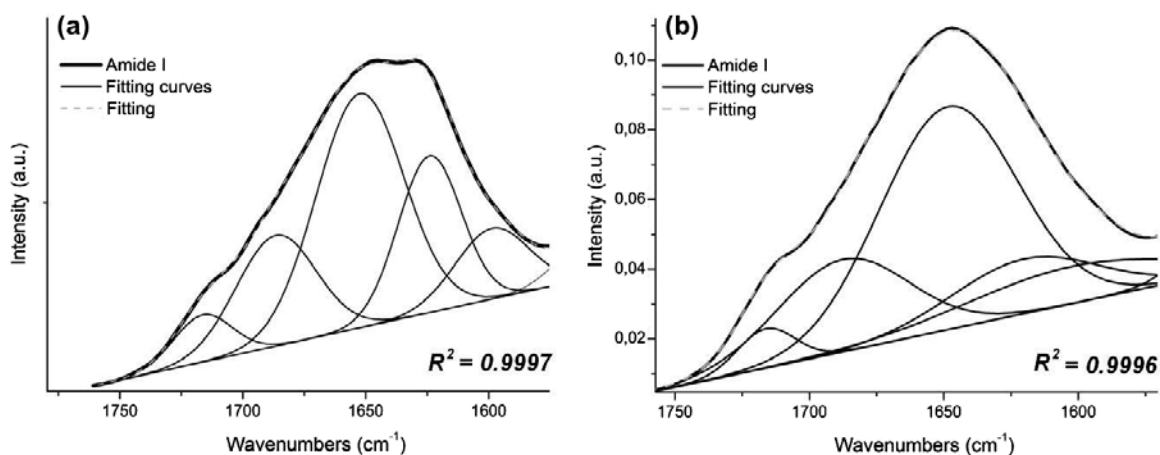 (a)
Amide I
Fitting curves
Fitting
Intensity (a.u.)
R² = 0.9997
1750 1700 1650 1600
Wavenumbers (cm⁻¹)
(b)
Amide I
Fitting curves
Fitting
Intensity (a.u.)
0,10
0,08
0,06
0,04
0,02
R² = 0.9996
1750 1700 1650 1600
Wavenumbers (cm⁻¹)